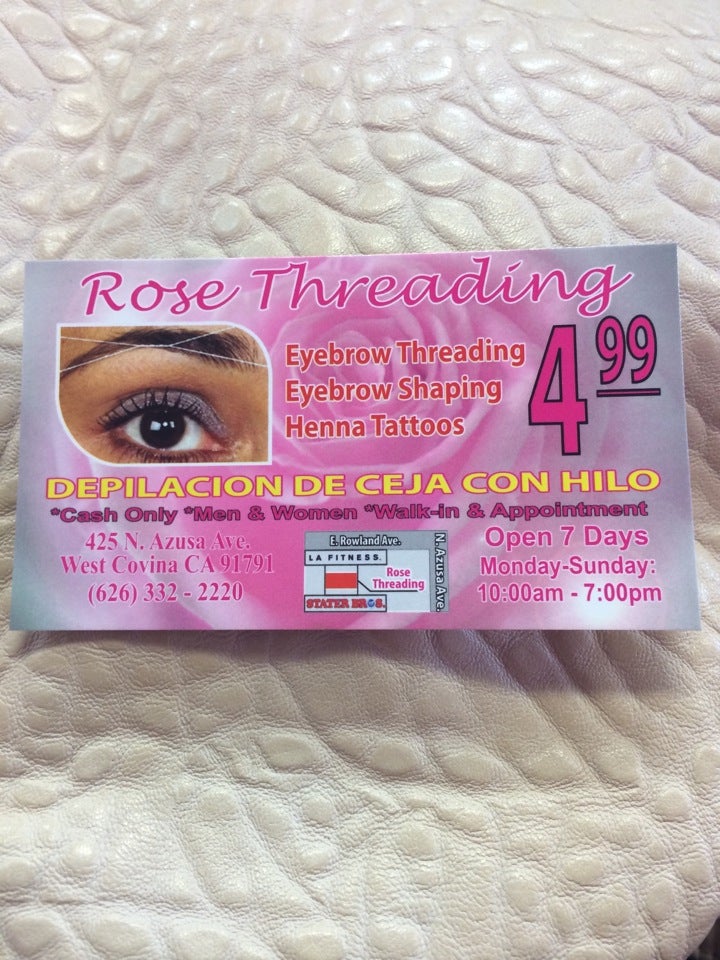 Rose Threading
Eyebrow Threading
Eyebrow Shaping
Henna Tattoos
4 99
DEPILACION DE CEJA CON HILO
*Cash Only *Men & Women *Walk-in & Appointment
425 N. Azusa Ave.
West Covina CA 91791
(626) 332 - 2220
E. Rowland Ave.
LA FITNESS.
Rose
Threading
STATER BROS.
N. Azusa Ave.
Open 7 Days
Monday-Sunday:
10:00am - 7:00pm